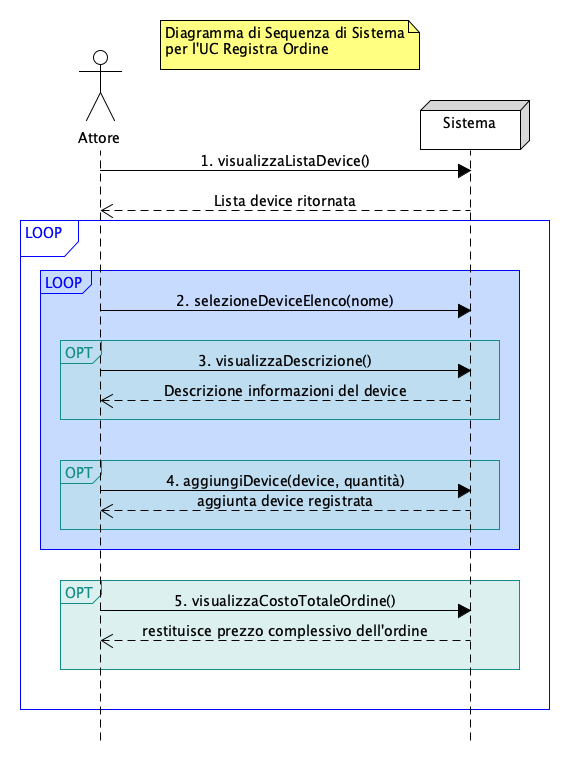 Diagramma di Sequenza di Sistema
per l'UC Registra Ordine
Attore
Sistema
1. visualizzaListaDevice()
Lista device ritornata
LOOP
LOOP
2. selezioneDeviceElenco(nome)
OPT
3. visualizzaDescrizione()
Descrizione informazioni del device
OPT
4. aggiungiDevice(device, quantità)
aggiunta device registrata
OPT
5. visualizzaCostoTotaleOrdine()
restituisce prezzo complessivo dell'ordine